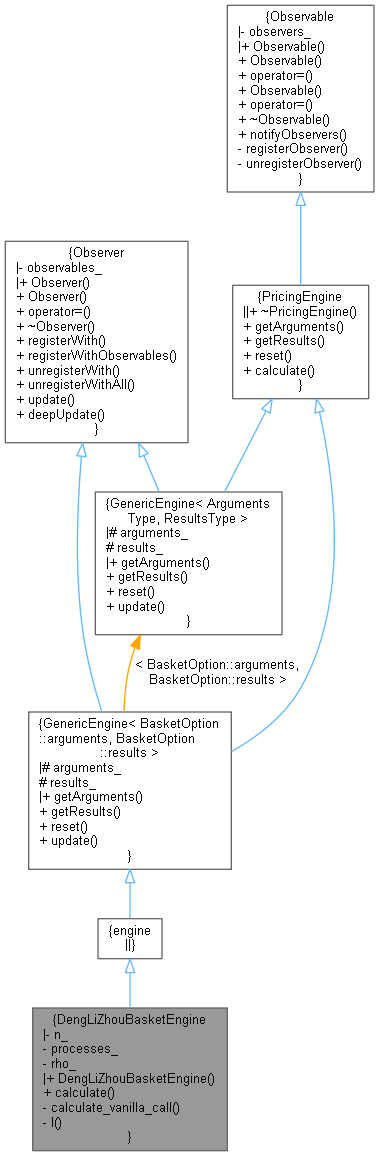 {Observable
|- observers_
|+ Observable()
+ Observable()
+ operator=()
+ Observable()
+ operator=()
+ ~Observable()
+ notifyObservers()
- registerObserver()
- unregisterObserver()
}
{Observer
|- observables_
|+ Observer()
+ Observer()
+ operator=()
+ ~Observer()
+ registerWith()
+ registerWithObservables()
+ unregisterWith()
+ unregisterWithAll()
+ update()
+ deepUpdate()
}
{PricingEngine
||+ ~PricingEngine()
+ getArguments()
+ getResults()
+ reset()
+ calculate()
}
{GenericEngine< Arguments
Type, ResultsType >
|# arguments_
# results_
|+ getArguments()
+ getResults()
+ reset()
+ update()
}
< BasketOption::arguments,
BasketOption::results >
{GenericEngine< BasketOption
::arguments, BasketOption
::results >
|# arguments_
# results_
|+ getArguments()
+ getResults()
+ reset()
+ update()
}
{engine
||}
{DengLiZhouBasketEngine
|- n_
- processes_
- rho_
|+ DengLiZhouBasketEngine()
+ calculate()
- calculate_vanilla_call()
- I()
}